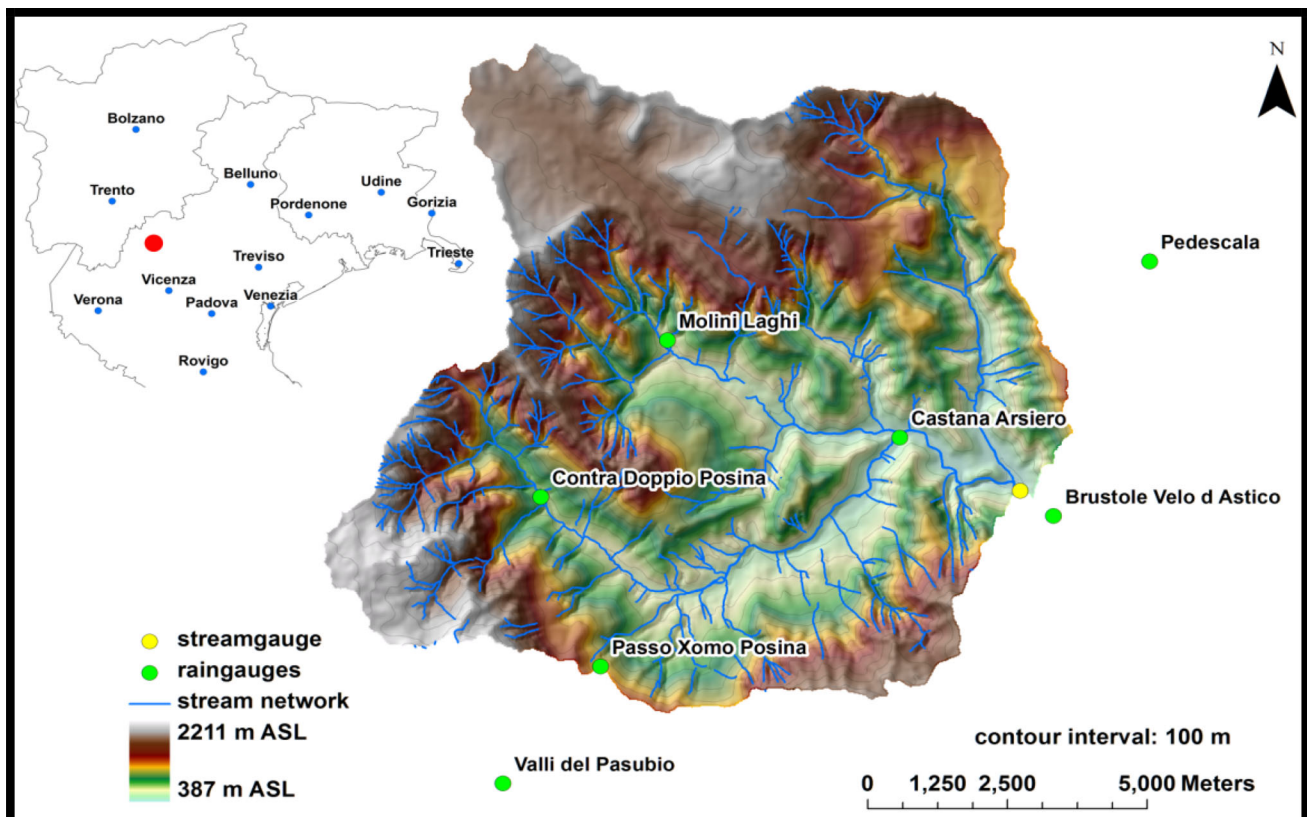 N
Bolzano
Trento
Belluno
Udine
Pordenone
Gorizia
Treviso
Trieste
Vicenza
Venezia
Verona
Padova
Rovigo
Pedescala
Molini Laghi
Castana Arsiero
Contra Doppio Posina
Brustole Velo d Astico
Passo Xomo Posina
Valli del Pasubio
streamgauge
raingauges
stream network
2211 m ASL
387 m ASL
contour interval: 100 m
0 1,250 2,500 5,000 Meters